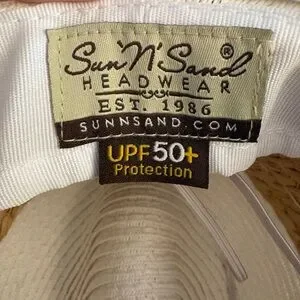 Sun'N'Sand®
HEADWEAR
EST. 1986
SUNNSAND.COM
UPF 50+
Protection